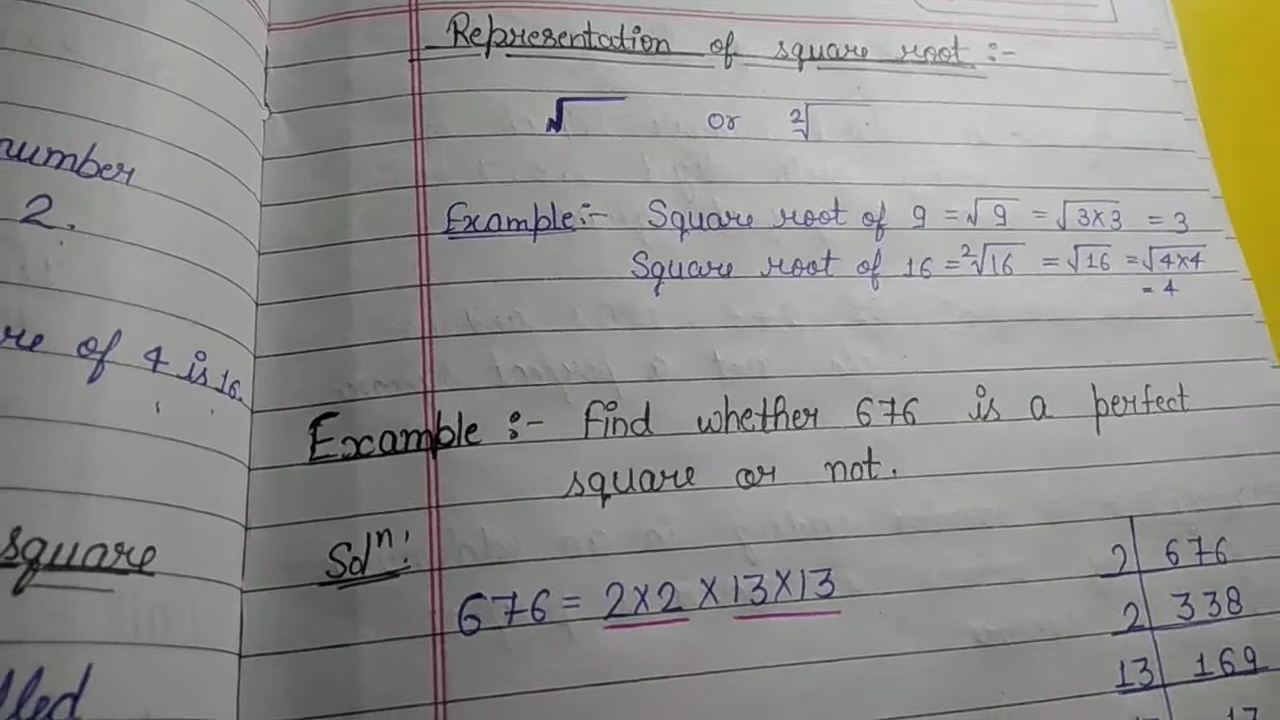 number
2.
re of 4 is 16.
square
lled
Representation of square root :-
√ or ²√
Example:- Square root of 9 = √9 = √3×3 = 3
Square root of 16 = ²√16 = √16 = √4×4
= 4
Example :- Find whether 676 is a perfect
square or not.
Solⁿ:
676 = 2×2 × 13×13
2 | 676
2 | 338
13 | 169